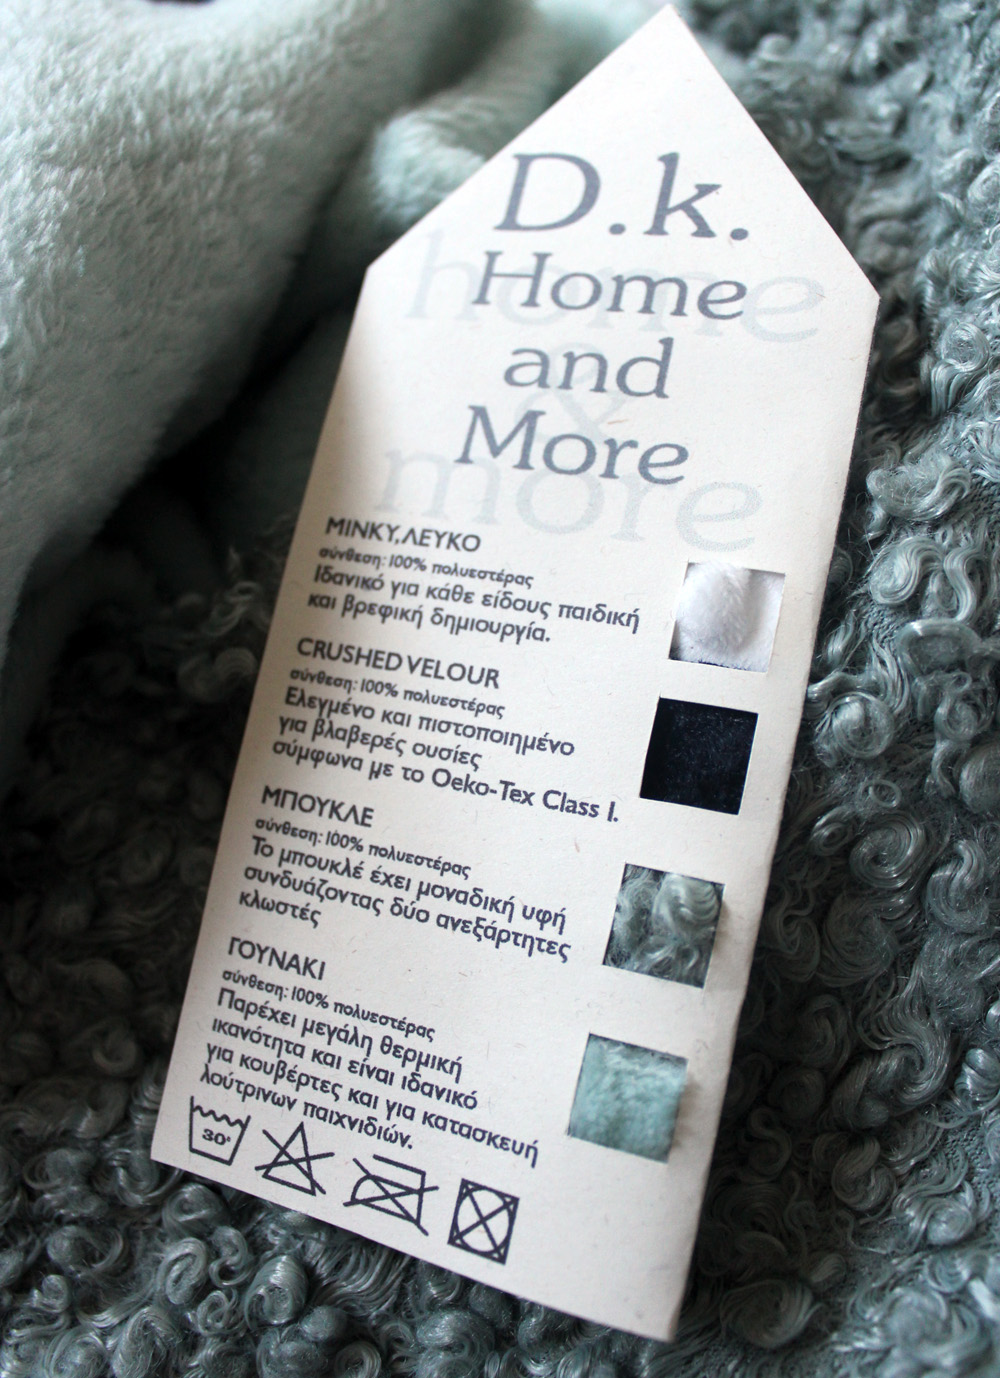 D.k.
Home
and
More
home
&
more
MINKY, ΛΕΥΚΟ
σύνθεση: 100% πολυεστέρας
Ιδανικό για κάθε είδους παιδική
και βρεφική δημιουργία.
CRUSHED VELOUR
σύνθεση: 100% πολυεστέρας
Ελεγμένο και πιστοποιημένο
για βλαβερές ουσίες
σύμφωνα με το Oeko-Tex Class I.
ΜΠΟΥΚΛΕ
σύνθεση: 100% πολυεστέρας
Το μπουκλέ έχει μοναδική υφή
συνδυάζοντας δύο ανεξάρτητες
κλωστές
ΓΟΥΝΑΚΙ
σύνθεση: 100% πολυεστέρας
Παρέχει μεγάλη θερμική
ικανότητα και είναι ιδανικό
για κουβέρτες και για κατασκευή
λούτρινων παιχνιδιών.
30°